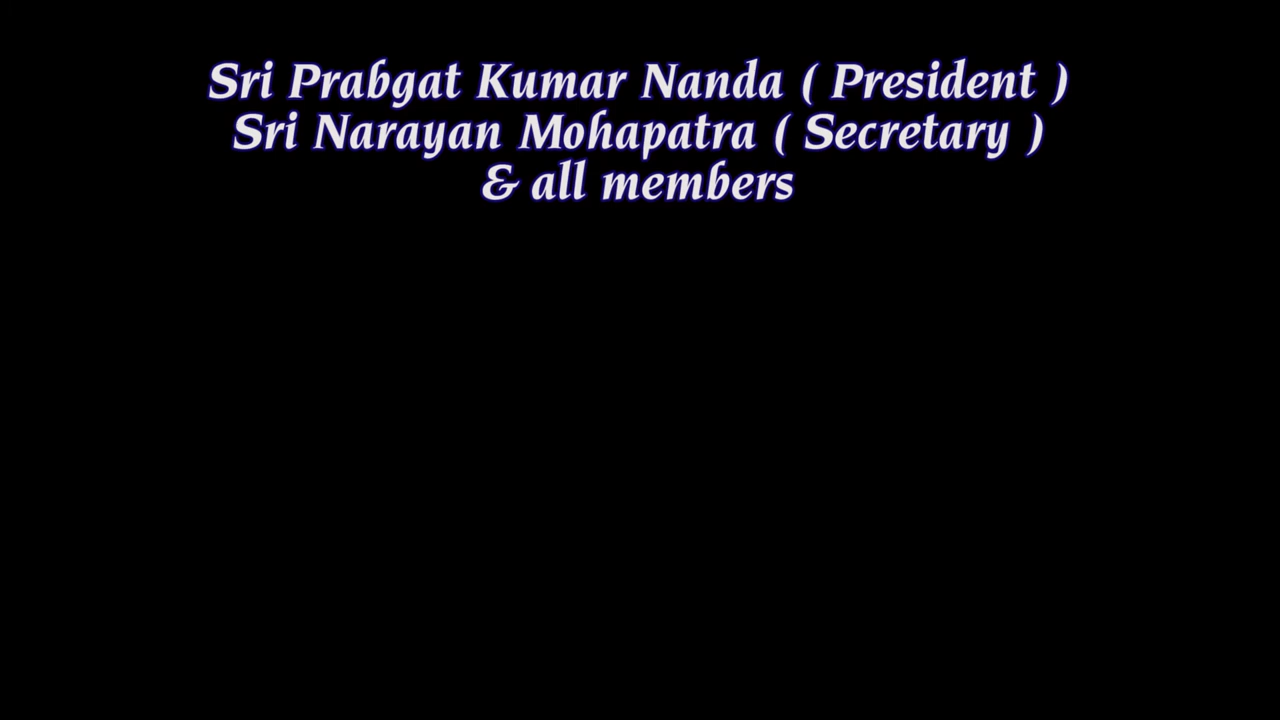 Sri Prabgat Kumar Nanda ( President )
Sri Narayan Mohapatra ( Secretary )
& all members